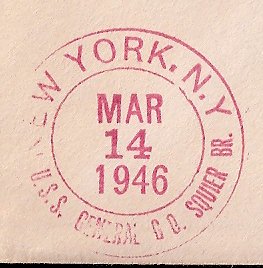 NEW YORK, N.Y.
MAR
14
1946
U.S.S. GENERAL G O. SQUIER BR.